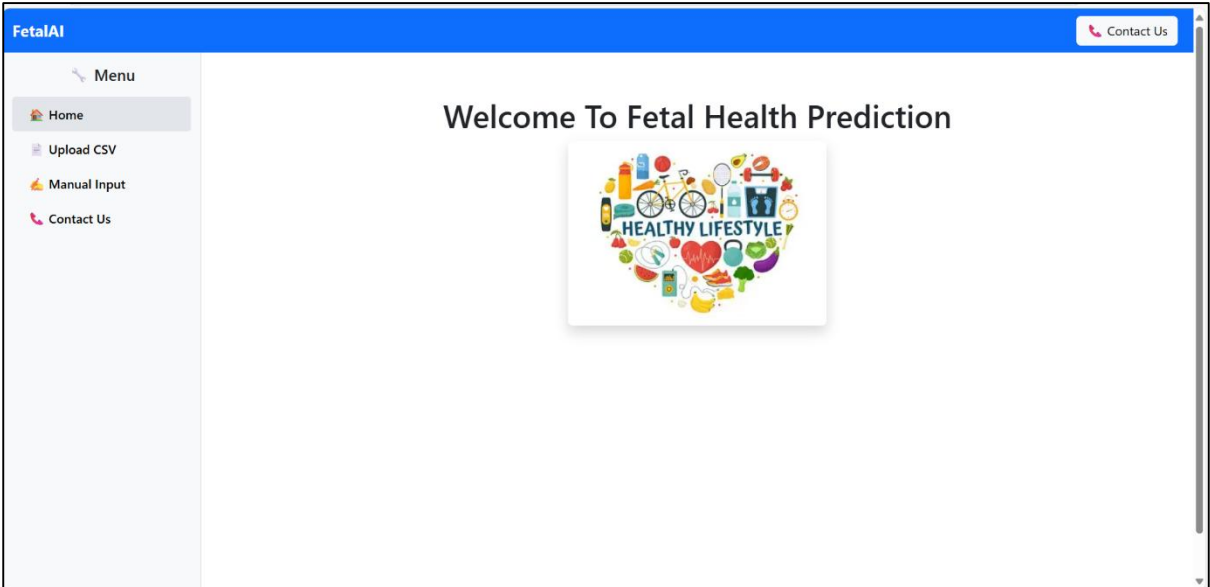 FetalAI
Contact Us
Menu
Home
Upload CSV
Manual Input
Contact Us
Welcome To Fetal Health Prediction
HEALTHY LIFESTYLE